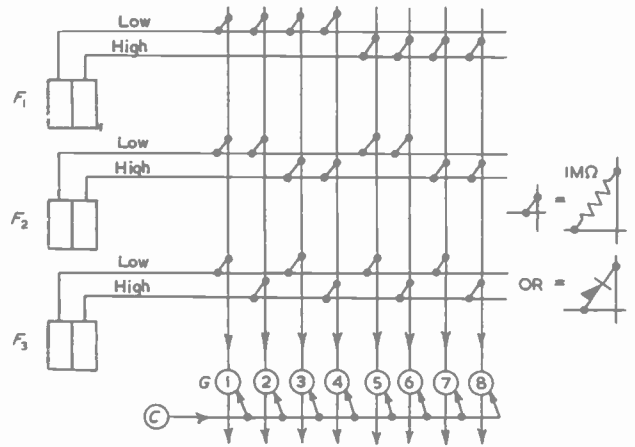 Low
High
F₁
Low
High
F₂
1MΩ
=
Low
High
OR =
F₃
G 1 2 3 4 5 6 7 8
C